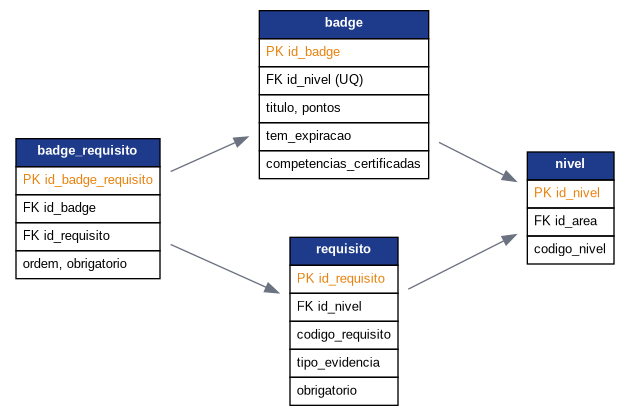 badge
PK id_badge
FK id_nivel (UQ)
titulo, pontos
tem_expiracao
competencias_certificadas
badge_requisito
PK id_badge_requisito
FK id_badge
FK id_requisito
ordem, obrigatorio
nivel
PK id_nivel
FK id_area
codigo_nivel
requisito
PK id_requisito
FK id_nivel
codigo_requisito
tipo_evidencia
obrigatorio